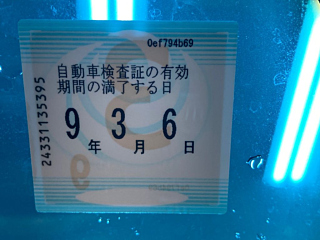 0ef794b69
自動車検査証の有効
期間の満了する日
9年 3月 6日
24331135395